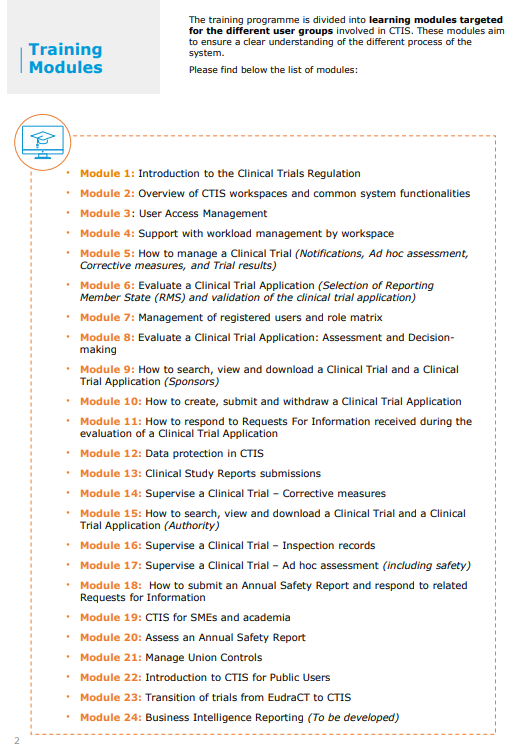 Training
Modules
The training programme is divided into learning modules targeted
for the different user groups involved in CTIS. These modules aim
to ensure a clear understanding of the different process of the
system.
Please find below the list of modules:
• Module 1: Introduction to the Clinical Trials Regulation
• Module 2: Overview of CTIS workspaces and common system functionalities
• Module 3: User Access Management
• Module 4: Support with workload management by workspace
• Module 5: How to manage a Clinical Trial (Notifications, Ad hoc assessment,
Corrective measures, and Trial results)
• Module 6: Evaluate a Clinical Trial Application (Selection of Reporting
Member State (RMS) and validation of the clinical trial application)
• Module 7: Management of registered users and role matrix
• Module 8: Evaluate a Clinical Trial Application: Assessment and Decision-
making
• Module 9: How to search, view and download a Clinical Trial and a Clinical
Trial Application (Sponsors)
• Module 10: How to create, submit and withdraw a Clinical Trial Application
• Module 11: How to respond to Requests For Information received during the
evaluation of a Clinical Trial Application
• Module 12: Data protection in CTIS
• Module 13: Clinical Study Reports submissions
• Module 14: Supervise a Clinical Trial – Corrective measures
• Module 15: How to search, view and download a Clinical Trial and a Clinical
Trial Application (Authority)
• Module 16: Supervise a Clinical Trial – Inspection records
• Module 17: Supervise a Clinical Trial – Ad hoc assessment (including safety)
• Module 18: How to submit an Annual Safety Report and respond to related
Requests for Information
• Module 19: CTIS for SMEs and academia
• Module 20: Assess an Annual Safety Report
• Module 21: Manage Union Controls
• Module 22: Introduction to CTIS for Public Users
• Module 23: Transition of trials from EudraCT to CTIS
• Module 24: Business Intelligence Reporting (To be developed)
2